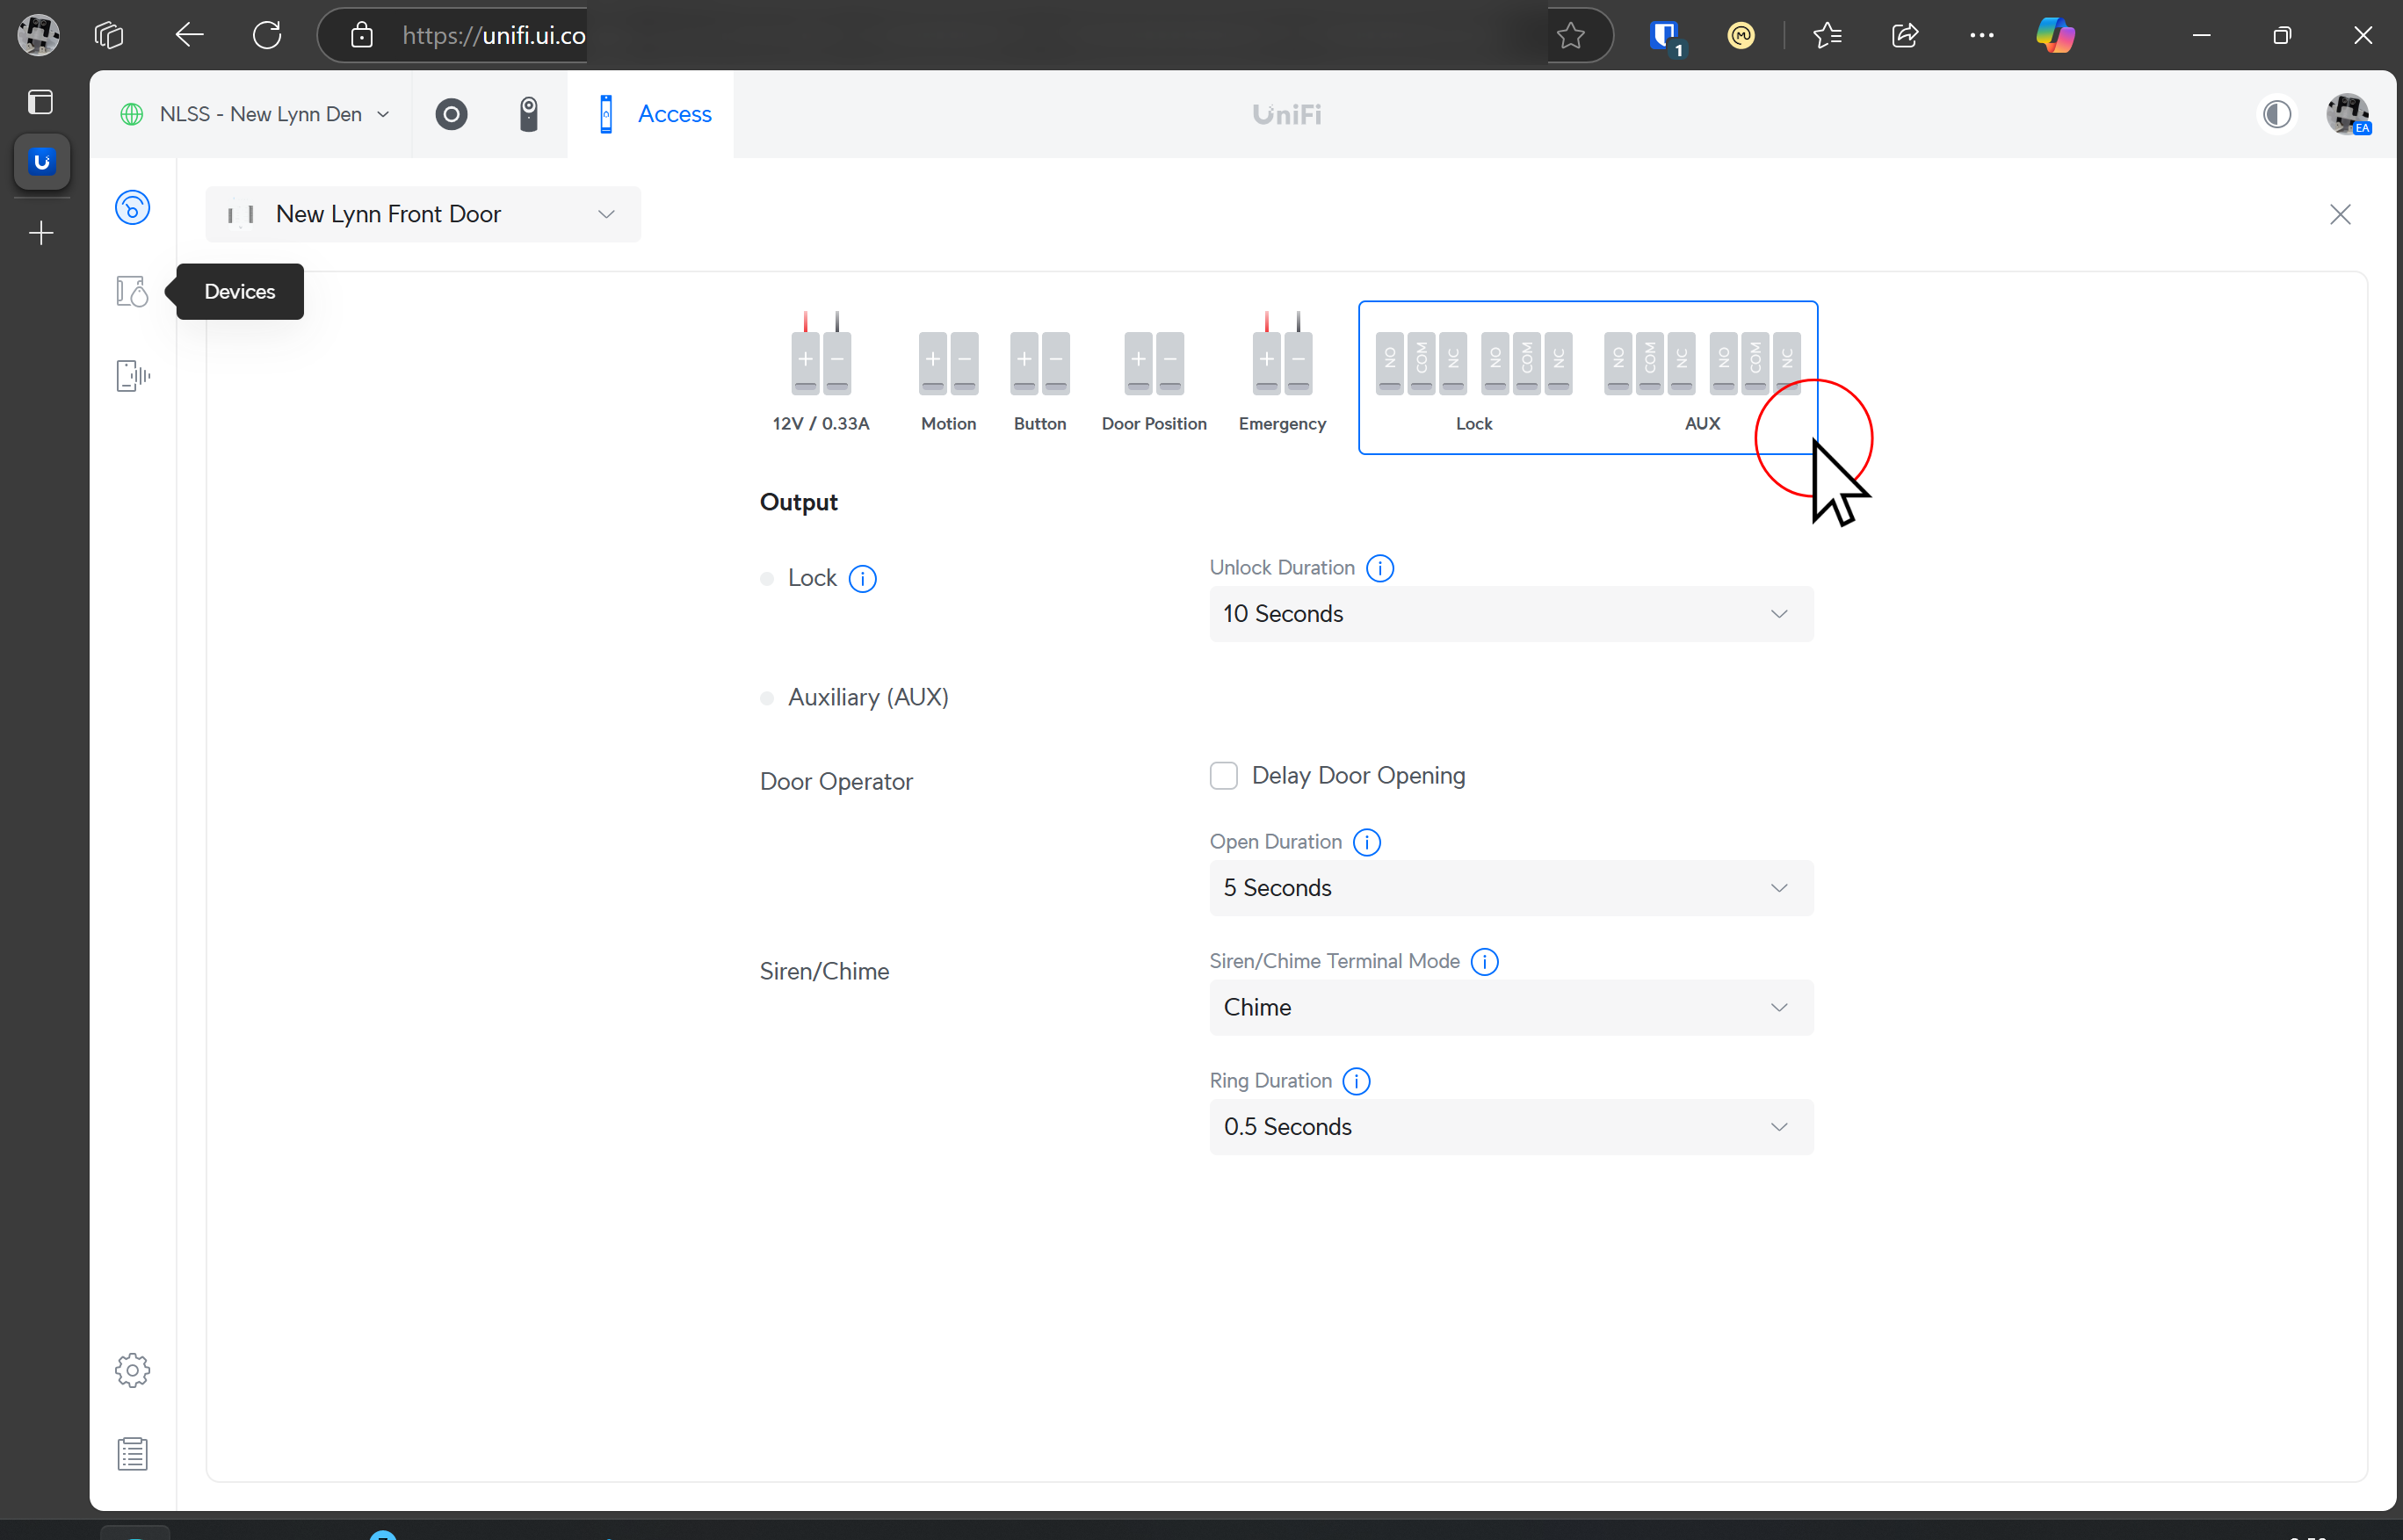 https://unifi.ui.co
1
NLSS - New Lynn Den
Access
UniFi
EA
New Lynn Front Door
Devices
+ − + − + − + − + − NO COM NC NO COM NC NO COM NC NO COM NC
12V / 0.33A Motion Button Door Position Emergency Lock AUX
Output
Lock
Unlock Duration
10 Seconds
Auxiliary (AUX)
Door Operator
Delay Door Opening
Open Duration
5 Seconds
Siren/Chime
Siren/Chime Terminal Mode
Chime
Ring Duration
0.5 Seconds